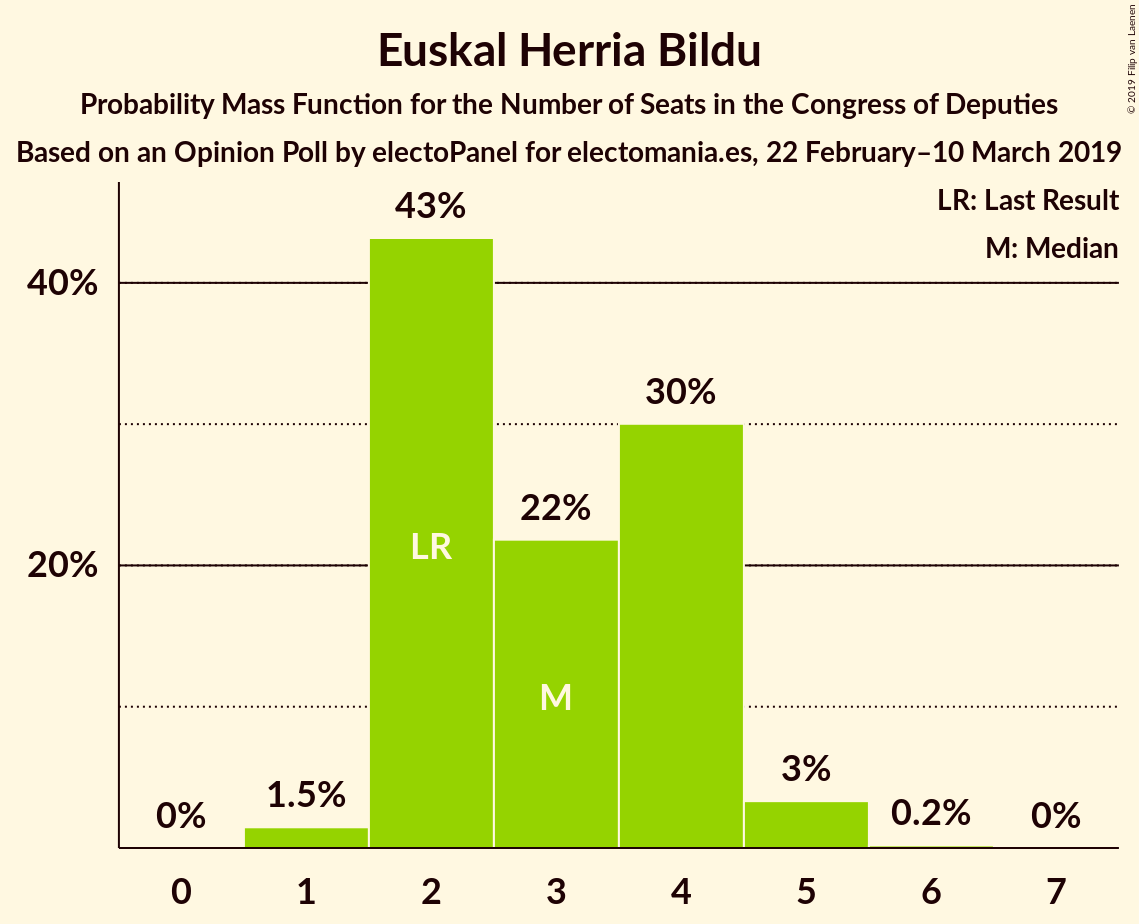 Euskal Herria Bildu
Probability Mass Function for the Number of Seats in the Congress of Deputies
Based on an Opinion Poll by electoPanel for electomania.es, 22 February–10 March 2019
© 2019 Filip van Laenen
LR: Last Result
M: Median
43%
40%
30%
22%
20%
LR
M
0%
1.5%
3%
0.2%
0%
0 1 2 3 4 5 6 7